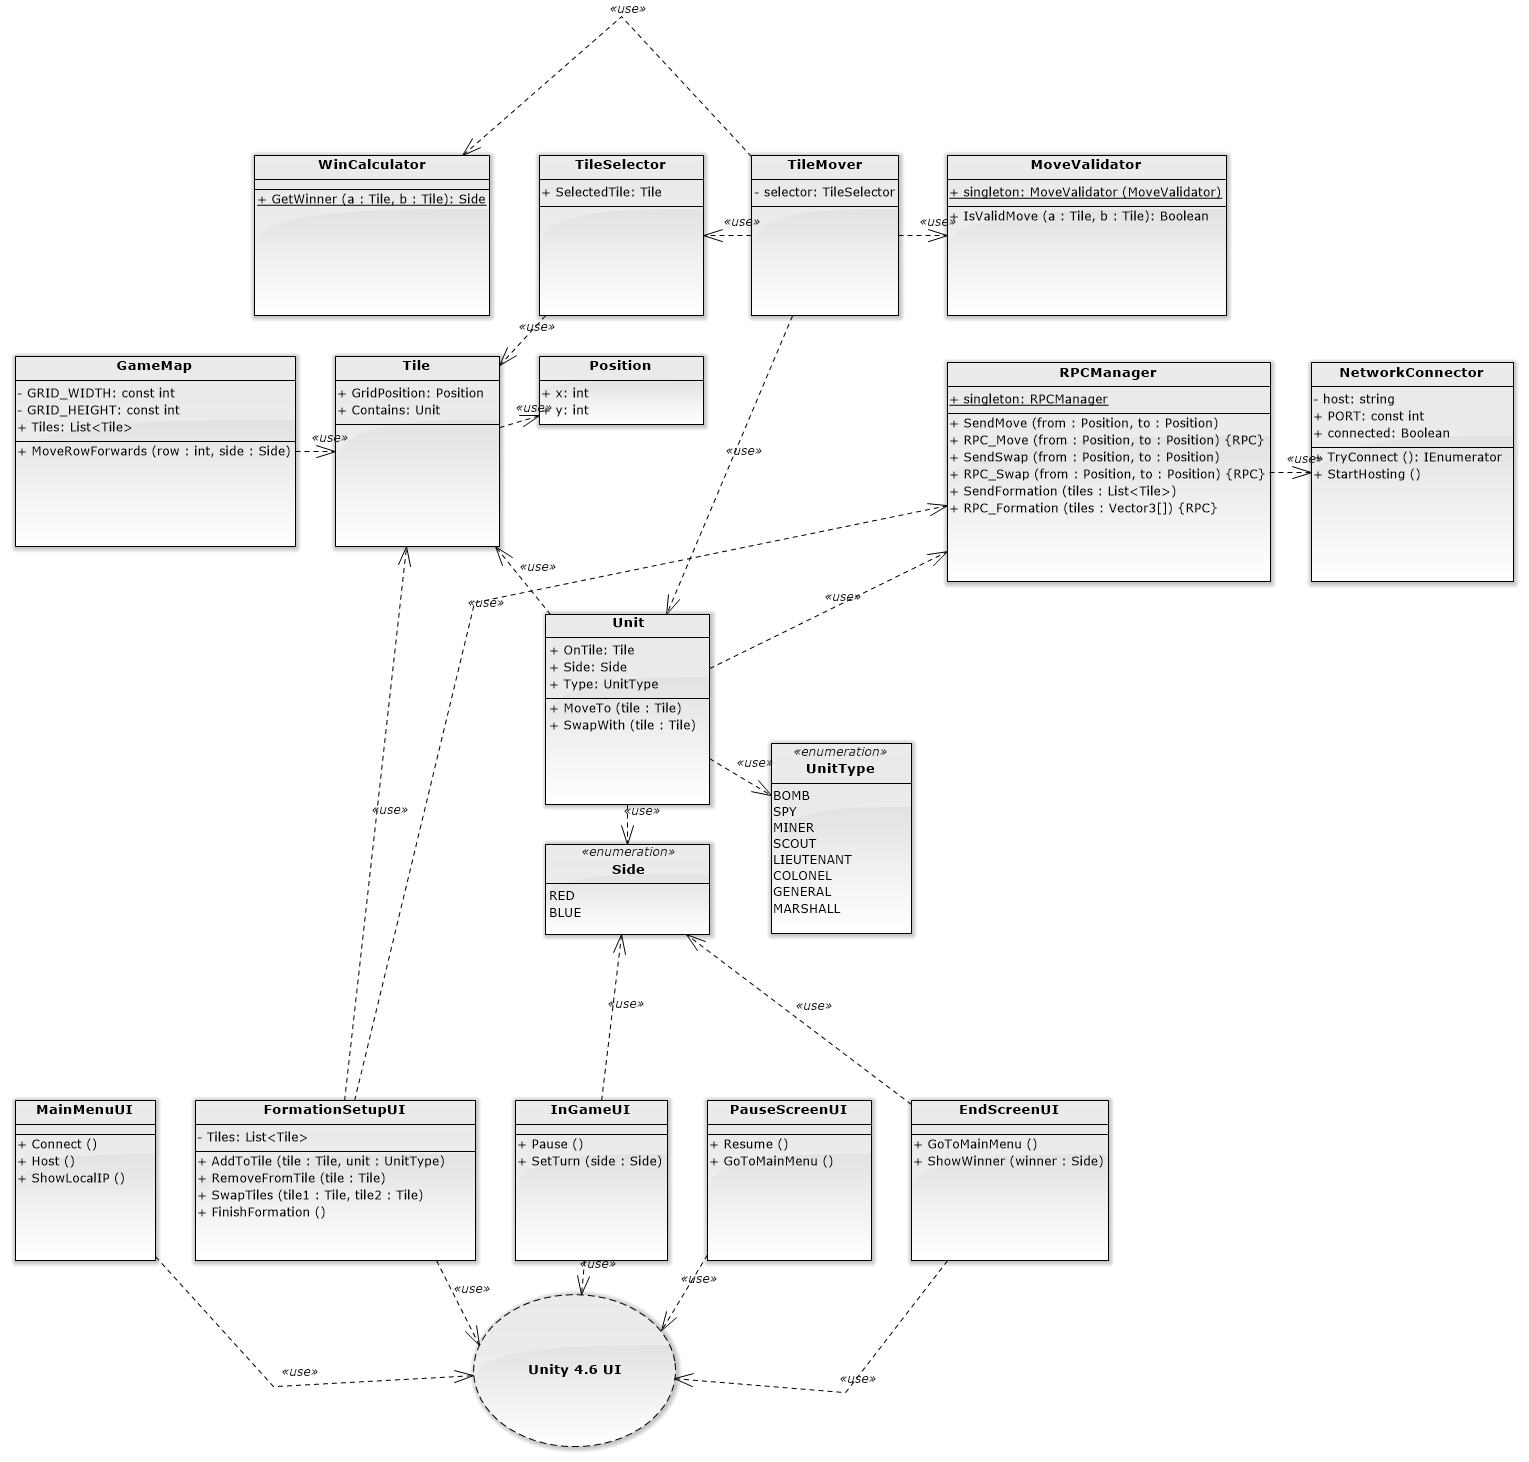 «use»
WinCalculator
+ GetWinner (a : Tile, b : Tile): Side
TileSelector
+ SelectedTile: Tile
«use»
TileMover
- selector: TileSelector
«use»
MoveValidator
+ singleton: MoveValidator (MoveValidator)
+ IsValidMove (a : Tile, b : Tile): Boolean
«use»
GameMap
- GRID_WIDTH: const int
- GRID_HEIGHT: const int
+ Tiles: List<Tile>
+ MoveRowForwards (row : int, side : Side)
«use»
Tile
+ GridPosition: Position
+ Contains: Unit
«use»
Position
+ x: int
+ y: int
«use»
RPCManager
+ singleton: RPCManager
+ SendMove (from : Position, to : Position)
+ RPC_Move (from : Position, to : Position) {RPC}
+ SendSwap (from : Position, to : Position)
+ RPC_Swap (from : Position, to : Position) {RPC}
+ SendFormation (tiles : List<Tile>)
+ RPC_Formation (tiles : Vector3[]) {RPC}
«use»
NetworkConnector
- host: string
+ PORT: const int
+ connected: Boolean
+ TryConnect (): IEnumerator
+ StartHosting ()
«use»
«use»
«use»
Unit
+ OnTile: Tile
+ Side: Side
+ Type: UnitType
+ MoveTo (tile : Tile)
+ SwapWith (tile : Tile)
«use»
«enumeration»
UnitType
BOMB
SPY
MINER
SCOUT
LIEUTENANT
COLONEL
GENERAL
MARSHALL
«use»
«use»
«enumeration»
Side
RED
BLUE
«use»
«use»
MainMenuUI
+ Connect ()
+ Host ()
+ ShowLocalIP ()
FormationSetupUI
- Tiles: List<Tile>
+ AddToTile (tile : Tile, unit : UnitType)
+ RemoveFromTile (tile : Tile)
+ SwapTiles (tile1 : Tile, tile2 : Tile)
+ FinishFormation ()
InGameUI
+ Pause ()
+ SetTurn (side : Side)
PauseScreenUI
+ Resume ()
+ GoToMainMenu ()
EndScreenUI
+ GoToMainMenu ()
+ ShowWinner (winner : Side)
«use»
«use»
«use»
«use»
«use»
Unity 4.6 UI